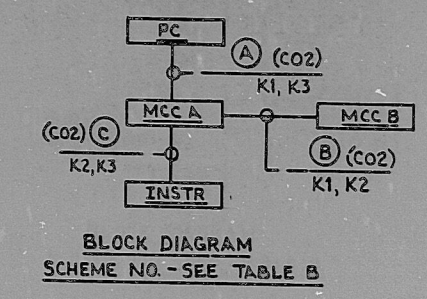 PC
A (CO2)
K1, K3
MCC A
MCC B
(CO2) C
K2, K3
B (CO2)
K1, K2
INSTR
BLOCK DIAGRAM
SCHEME NO. - SEE TABLE B